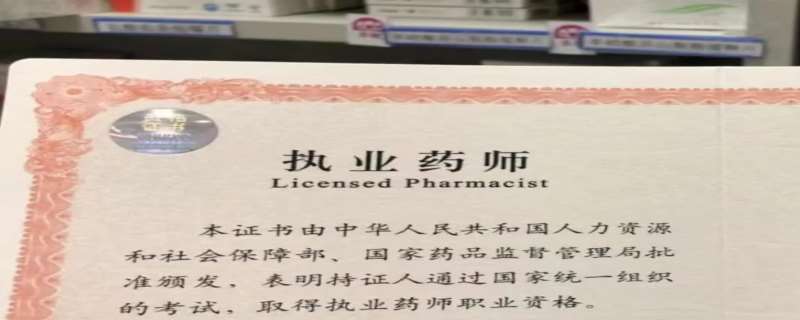 执业药师
Licensed Pharmacist
本证书由中华人民共和国人力资源
和社会保障部、国家药品监督管理局批
准颁发，表明持证人通过国家统一组织
的考试，取得执业药师职业资格。